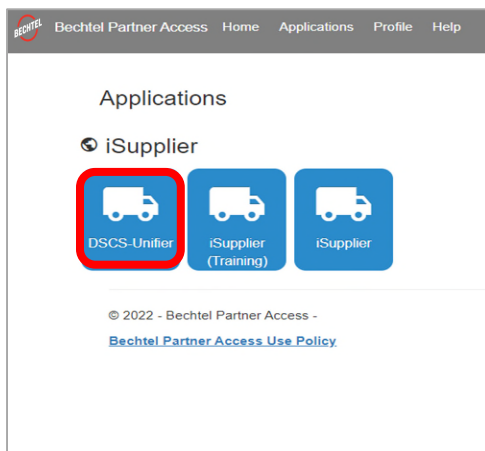 BECHTEL Bechtel Partner Access Home Applications Profile Help
Applications
iSupplier
DSCS-Unifier iSupplier iSupplier
(Training)
© 2022 - Bechtel Partner Access -
Bechtel Partner Access Use Policy